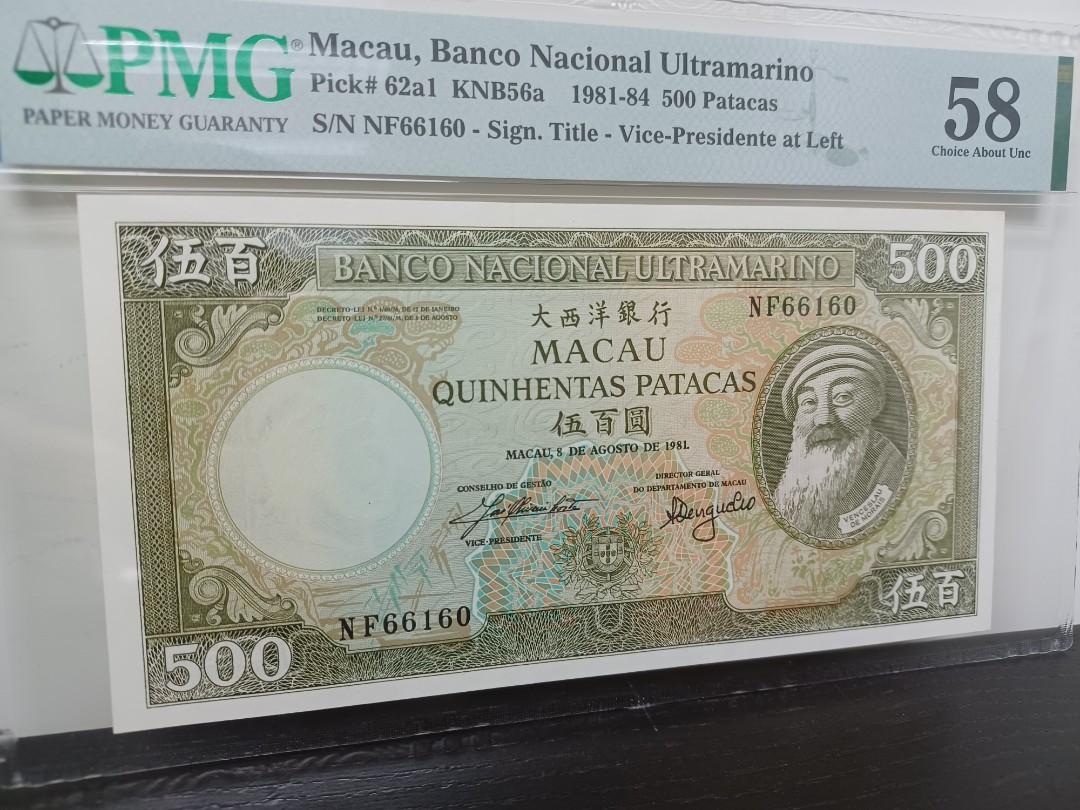 PMG®
PAPER MONEY GUARANTY
Macau, Banco Nacional Ultramarino
Pick# 62a1 KNB56a 1981-84 500 Patacas
S/N NF66160 - Sign. Title - Vice-Presidente at Left
58
Choice About Unc
伍百
BANCO NACIONAL ULTRAMARINO
500
大西洋銀行
NF66160
MACAU
QUINHENTAS PATACAS
伍百圓
MACAU, 8 DE AGOSTO DE 1981.
CONSELHO DE GESTÃO
DIRECTOR GERAL
DO DEPARTAMENTO DE MACAU
VICE-PRESIDENTE
VENCESLAU
DE MORAIS
NF66160
500
伍百